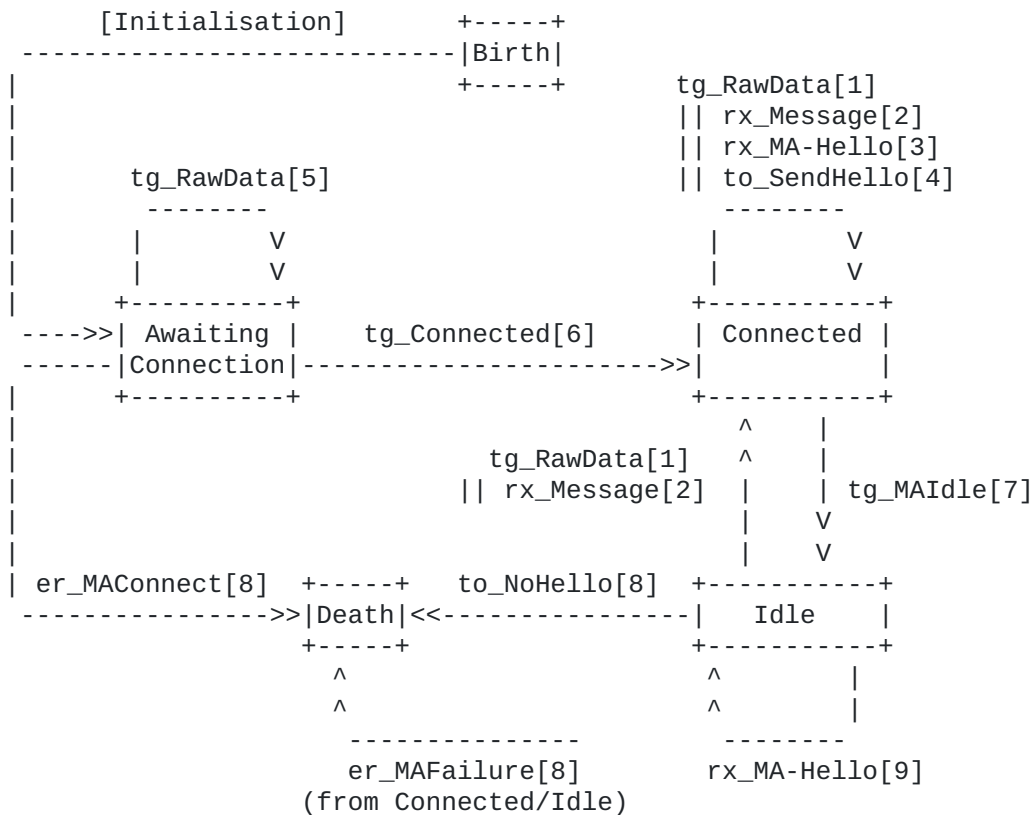 [Initialisation]
Birth
tg_RawData[1]
|| rx_Message[2]
|| rx_MA-Hello[3]
tg_RawData[5]
|| to_SendHello[4]
Awaiting
tg_Connected[6]
Connected
Connection
tg_RawData[1]
|| rx_Message[2]
tg_MAIdle[7]
er_MAConnect[8]
to_NoHello[8]
Death
Idle
er_MAFailure[8]
rx_MA-Hello[9]
(from Connected/Idle)